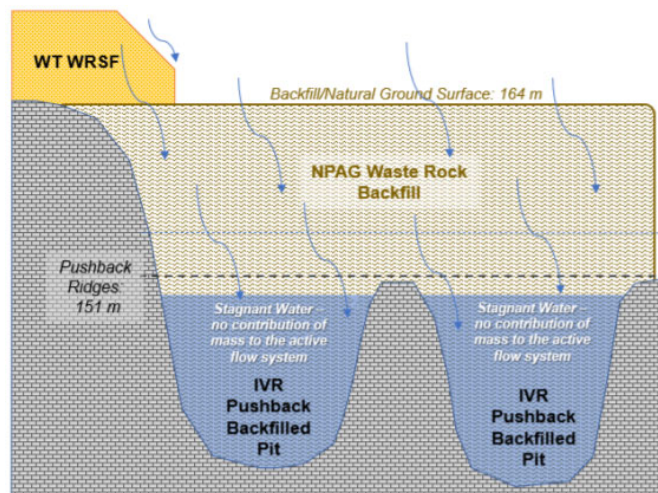 WT WRSF
Backfill/Natural Ground Surface: 164 m
NPAG Waste Rock
Backfill
Pushback
Ridges:
151 m
Stagnant Water –
no contribution of
mass to the active
flow system
IVR
Pushback
Backfilled
Pit
Stagnant Water –
no contribution of
mass to the active
flow system
IVR
Pushback
Backfilled
Pit